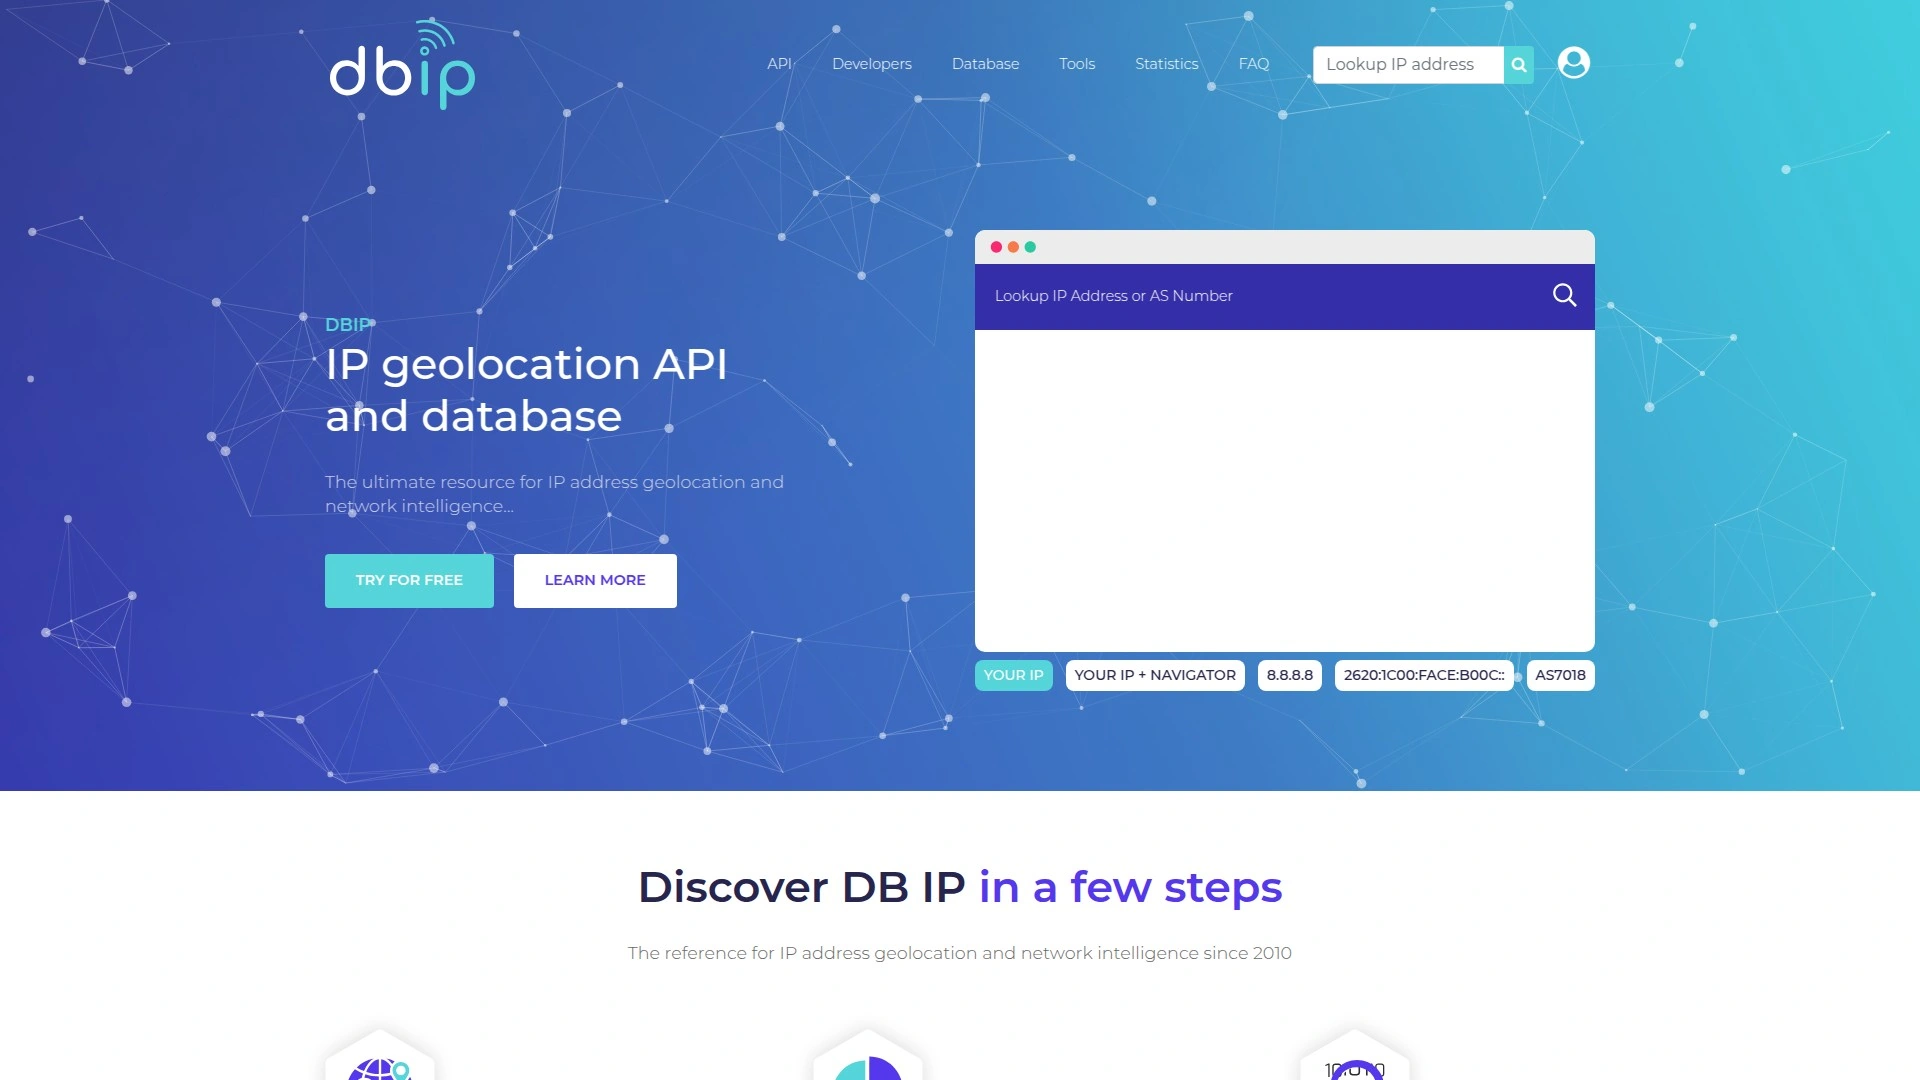 dbip
API
Developers
Database
Tools
Statistics
FAQ
Lookup IP address
Lookup IP Address or AS Number
DBIP
IP geolocation API
and database
The ultimate resource for IP address geolocation and
network intelligence...
TRY FOR FREE
LEARN MORE
YOUR IP
YOUR IP + NAVIGATOR
8.8.8.8
2620:1C00:FACE:B00C::
AS7018
Discover DB IP in a few steps
The reference for IP address geolocation and network intelligence since 2010